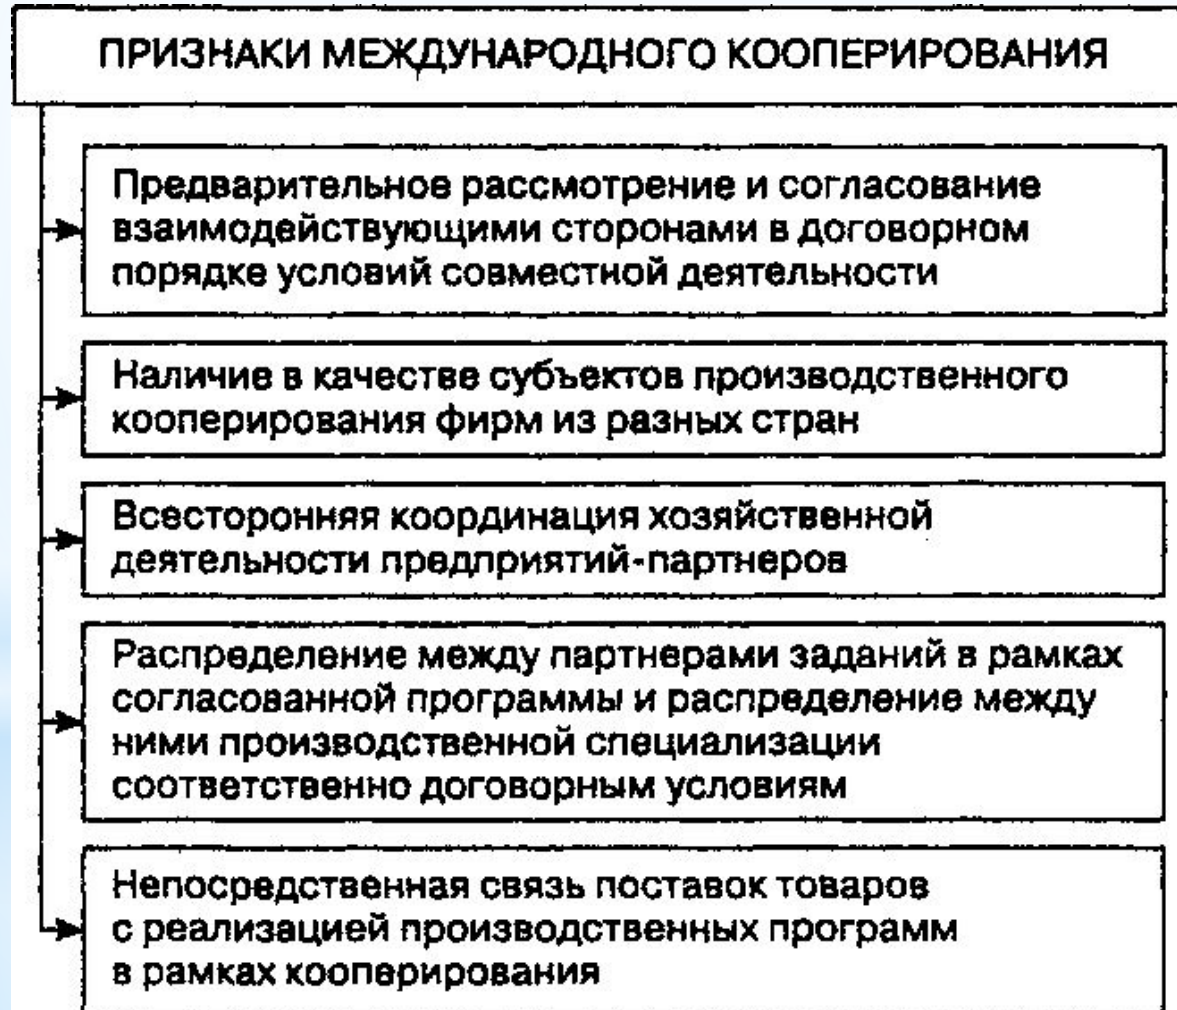 ПРИЗНАКИ МЕЖДУНАРОДНОГО КООПЕРИРОВАНИЯ
Предварительное рассмотрение и согласование
взаимодействующими сторонами в договорном
порядке условий совместной деятельности
Наличие в качестве субъектов производственного
кооперирования фирм из разных стран
Всесторонняя координация хозяйственной
деятельности предприятий-партнеров
Распределение между партнерами заданий в рамках
согласованной программы и распределение между
ними производственной специализации
соответственно договорным условиям
Непосредственная связь поставок товаров
с реализацией производственных программ
в рамках кооперирования